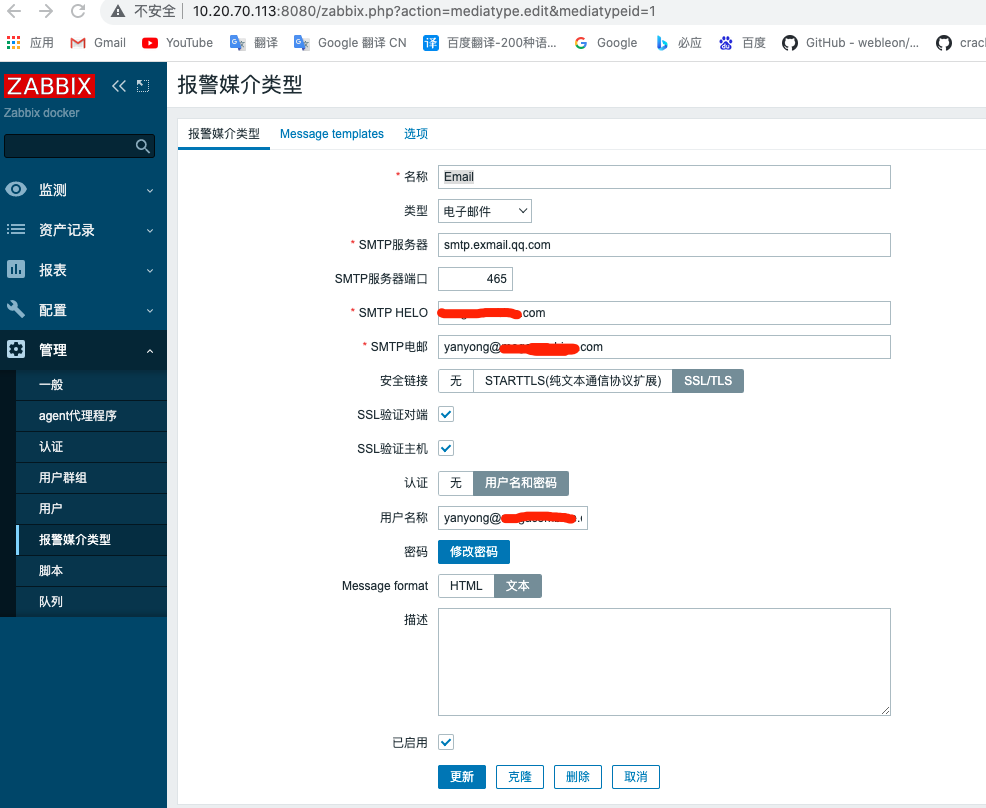 不安全 10.20.70.113:8080/zabbix.php?action=mediatype.edit&mediatypeid=1
应用 Gmail YouTube 翻译 Google 翻译 CN 百度翻译-200种语... Google 必应 百度 GitHub - webleon/... crac
ZABBIX
Zabbix docker
监测
资产记录
报表
配置
管理
一般
agent代理程序
认证
用户群组
用户
报警媒介类型
脚本
队列
报警媒介类型
报警媒介类型 Message templates 选项
* 名称 Email
类型 电子邮件
* SMTP服务器 smtp.exmail.qq.com
SMTP服务器端口 465
* SMTP HELO .com
* SMTP电邮 yanyong@ .com
安全链接 无 STARTTLS(纯文本通信协议扩展) SSL/TLS
SSL验证对端
SSL验证主机
认证 无 用户名和密码
用户名称 yanyong@
密码 修改密码
Message format HTML 文本
描述
已启用
更新 克隆 删除 取消